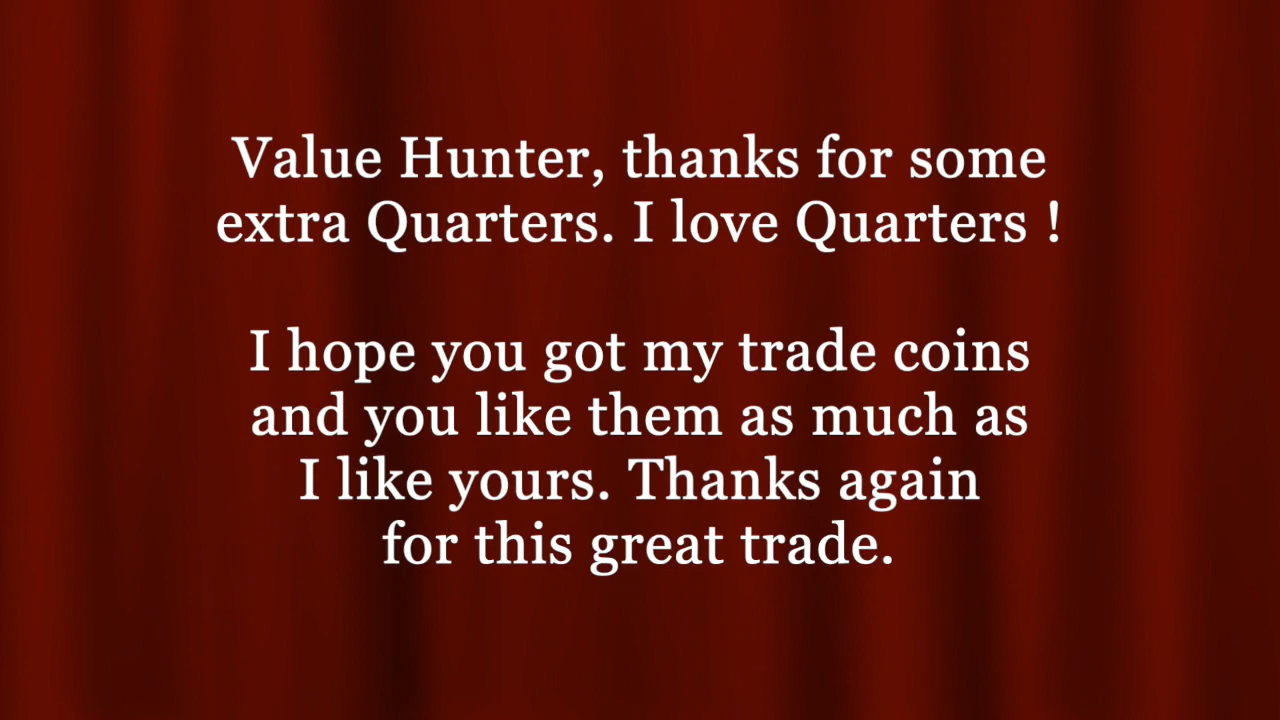 Value Hunter, thanks for some
extra Quarters. I love Quarters !
I hope you got my trade coins
and you like them as much as
I like yours. Thanks again
for this great trade.